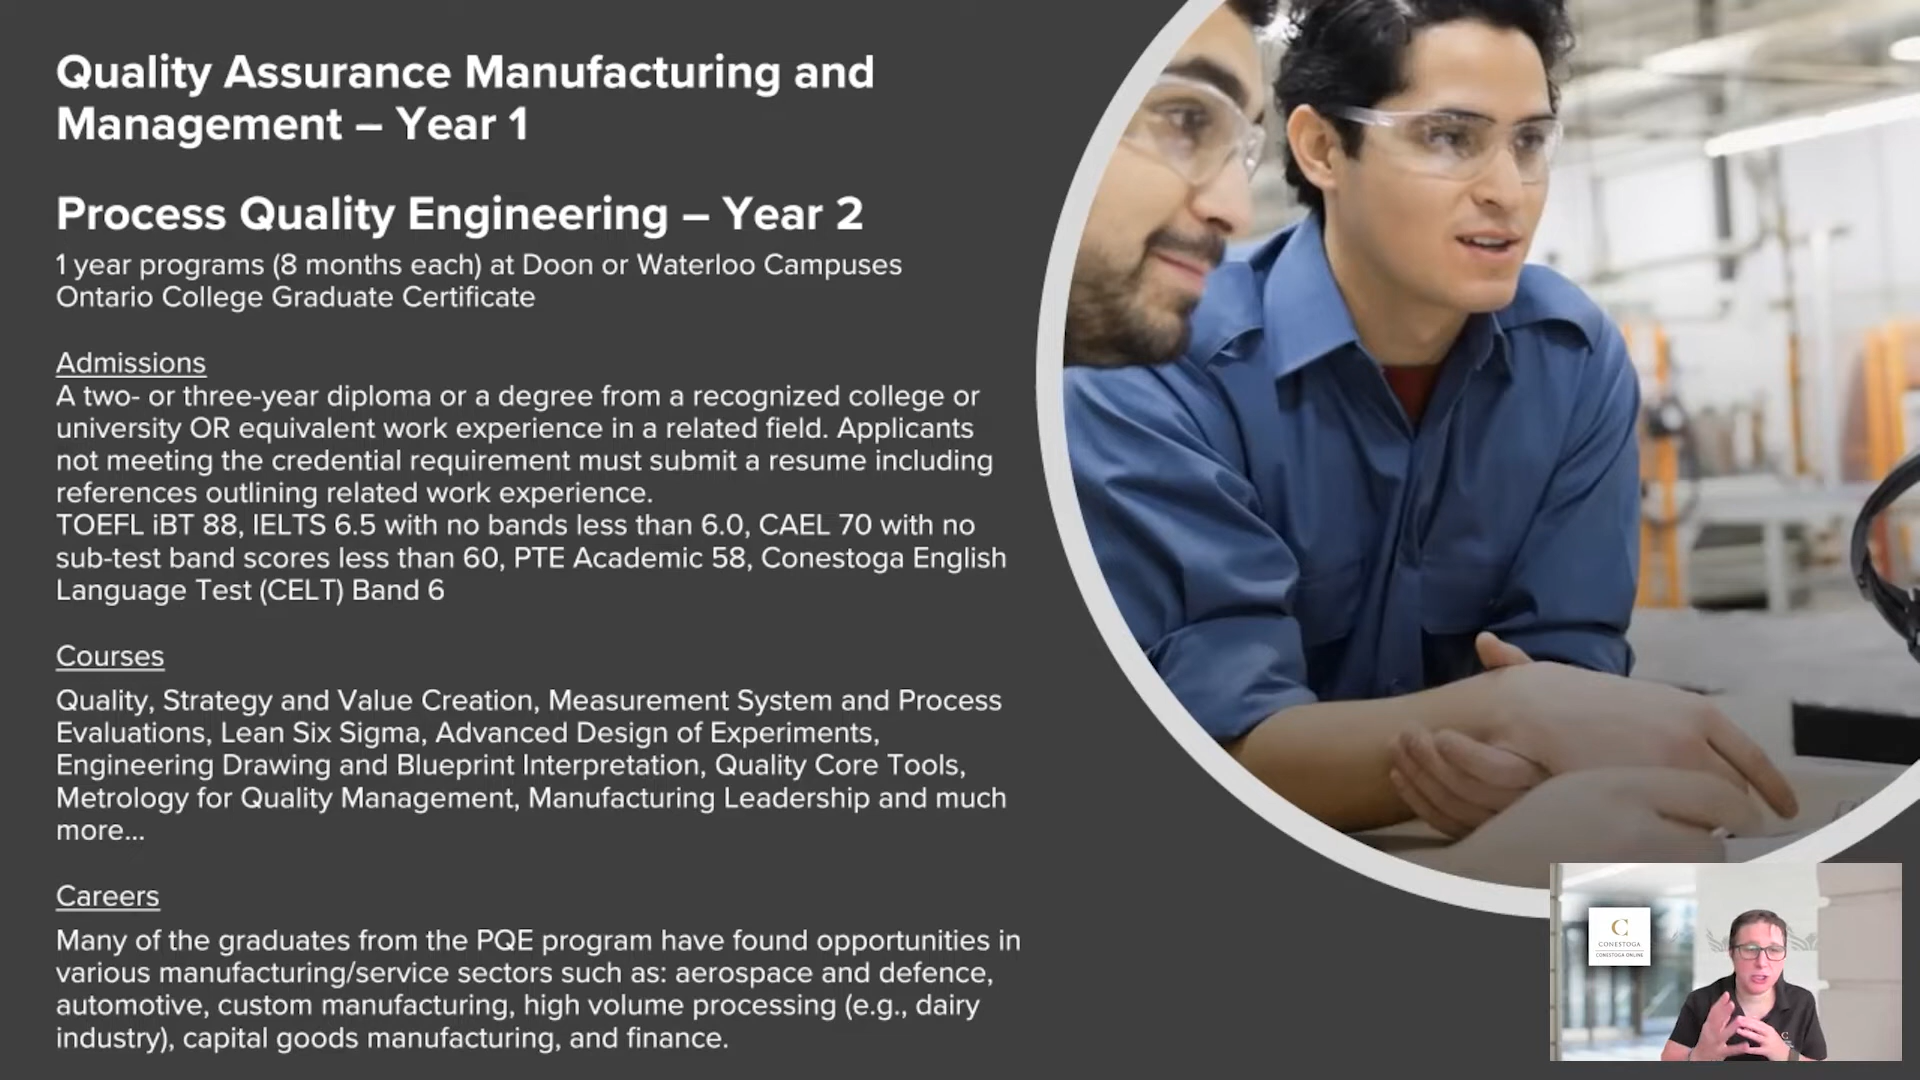 Quality Assurance Manufacturing and
Management – Year 1
Process Quality Engineering – Year 2
1 year programs (8 months each) at Doon or Waterloo Campuses
Ontario College Graduate Certificate
Admissions
A two- or three-year diploma or a degree from a recognized college or
university OR equivalent work experience in a related field. Applicants
not meeting the credential requirement must submit a resume including
references outlining related work experience.
TOEFL iBT 88, IELTS 6.5 with no bands less than 6.0, CAEL 70 with no
sub-test band scores less than 60, PTE Academic 58, Conestoga English
Language Test (CELT) Band 6
Courses
Quality, Strategy and Value Creation, Measurement System and Process
Evaluations, Lean Six Sigma, Advanced Design of Experiments,
Engineering Drawing and Blueprint Interpretation, Quality Core Tools,
Metrology for Quality Management, Manufacturing Leadership and much
more...
Careers
Many of the graduates from the PQE program have found opportunities in
various manufacturing/service sectors such as: aerospace and defence,
automotive, custom manufacturing, high volume processing (e.g., dairy
industry), capital goods manufacturing, and finance.
C
CONESTOGA
CONESTOGA ONLINE